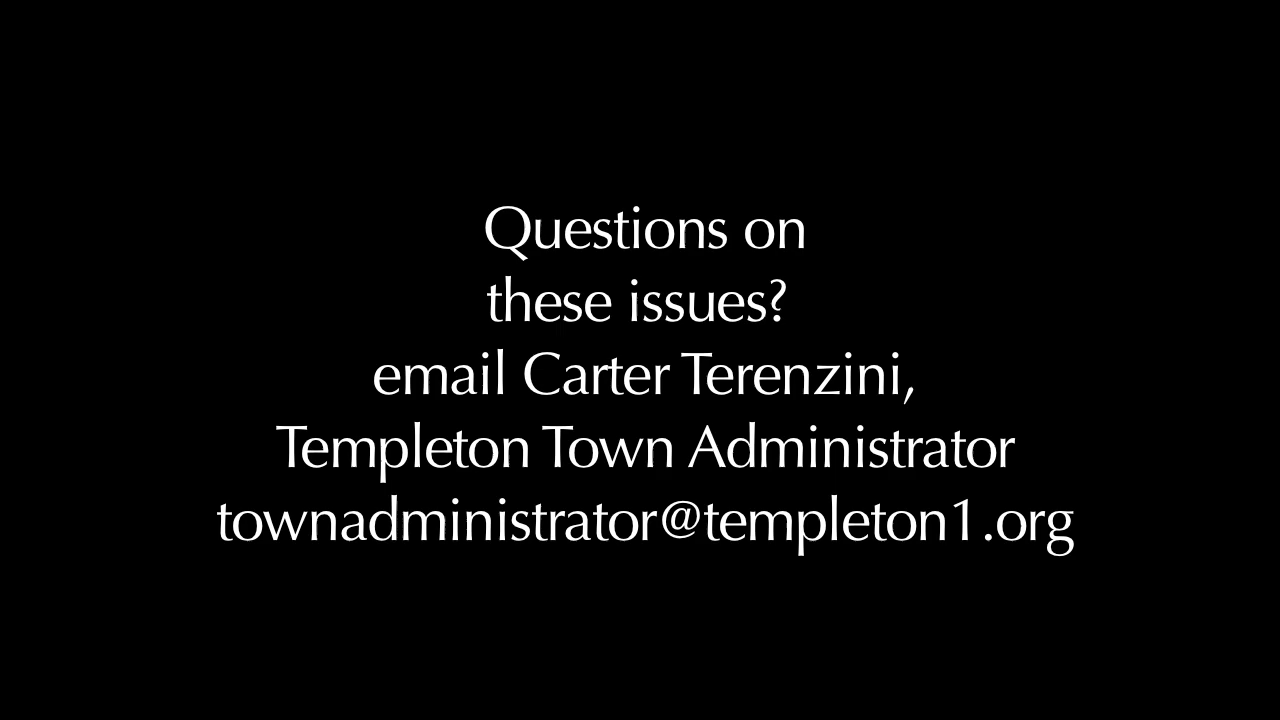 Questions on
these issues?
email Carter Terenzini,
Templeton Town Administrator
townadministrator@templeton1.org